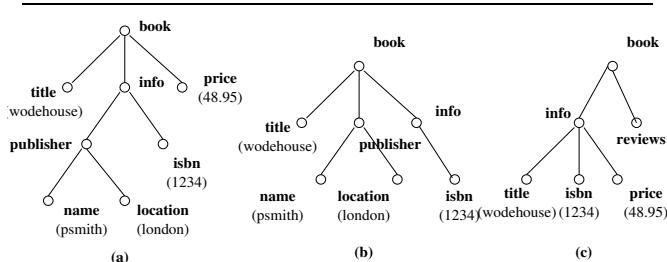 book
title
(wodehouse)
info
price
(48.95)
publisher
isbn
(1234)
name
(psmith)
location
(london)
(a)
book
title
(wodehouse)
publisher
info
name
(psmith)
location
(london)
isbn
(1234)
(b)
book
info
reviews
title
(wodehouse)
isbn
(1234)
price
(48.95)
(c)